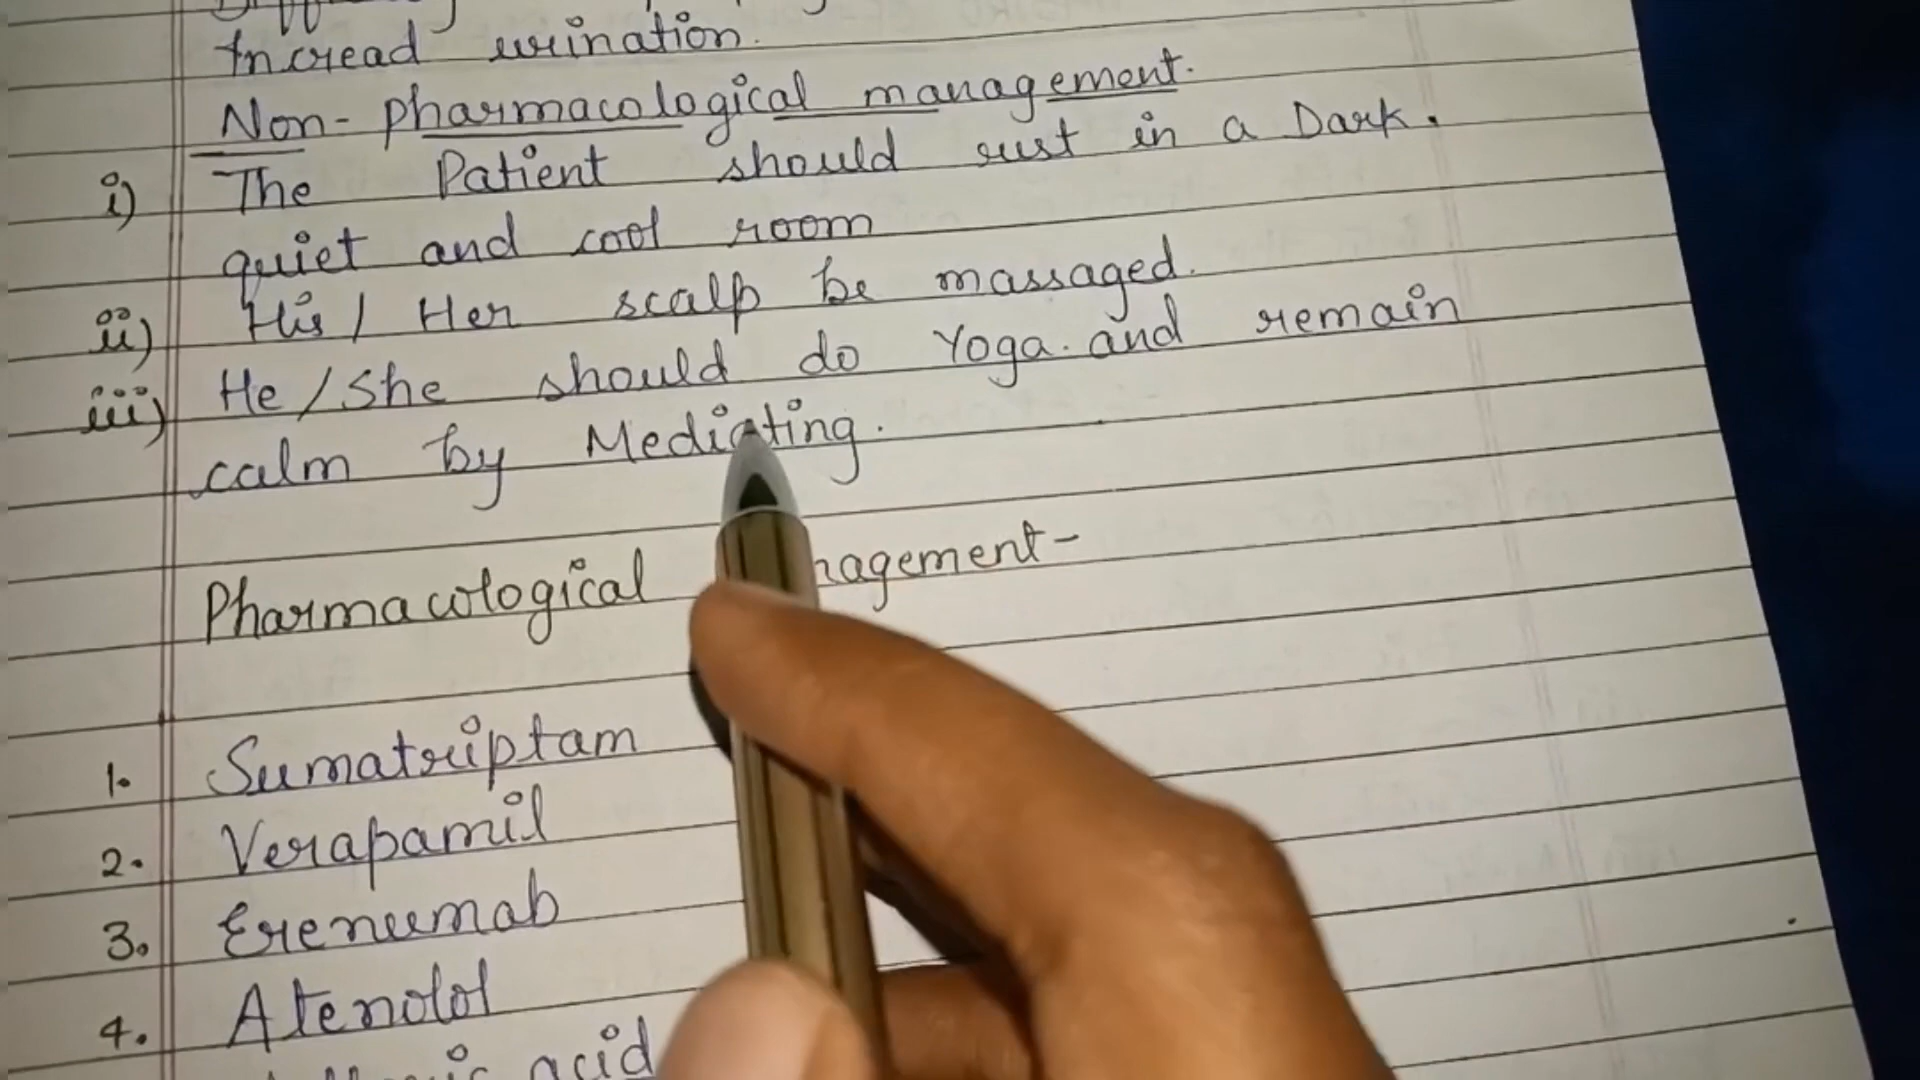 Incread urination.
Non-pharmacological management.
i) The Patient should rest in a Dark.
quiet and cool room
ii) His/Her scalp be massaged.
iii) He/She should do Yoga. and remain
calm by Mediating.
Pharmacological nagement-
1. Sumatriptam
2. Verapamil
3. Erenumab
4. Atenolol
acid